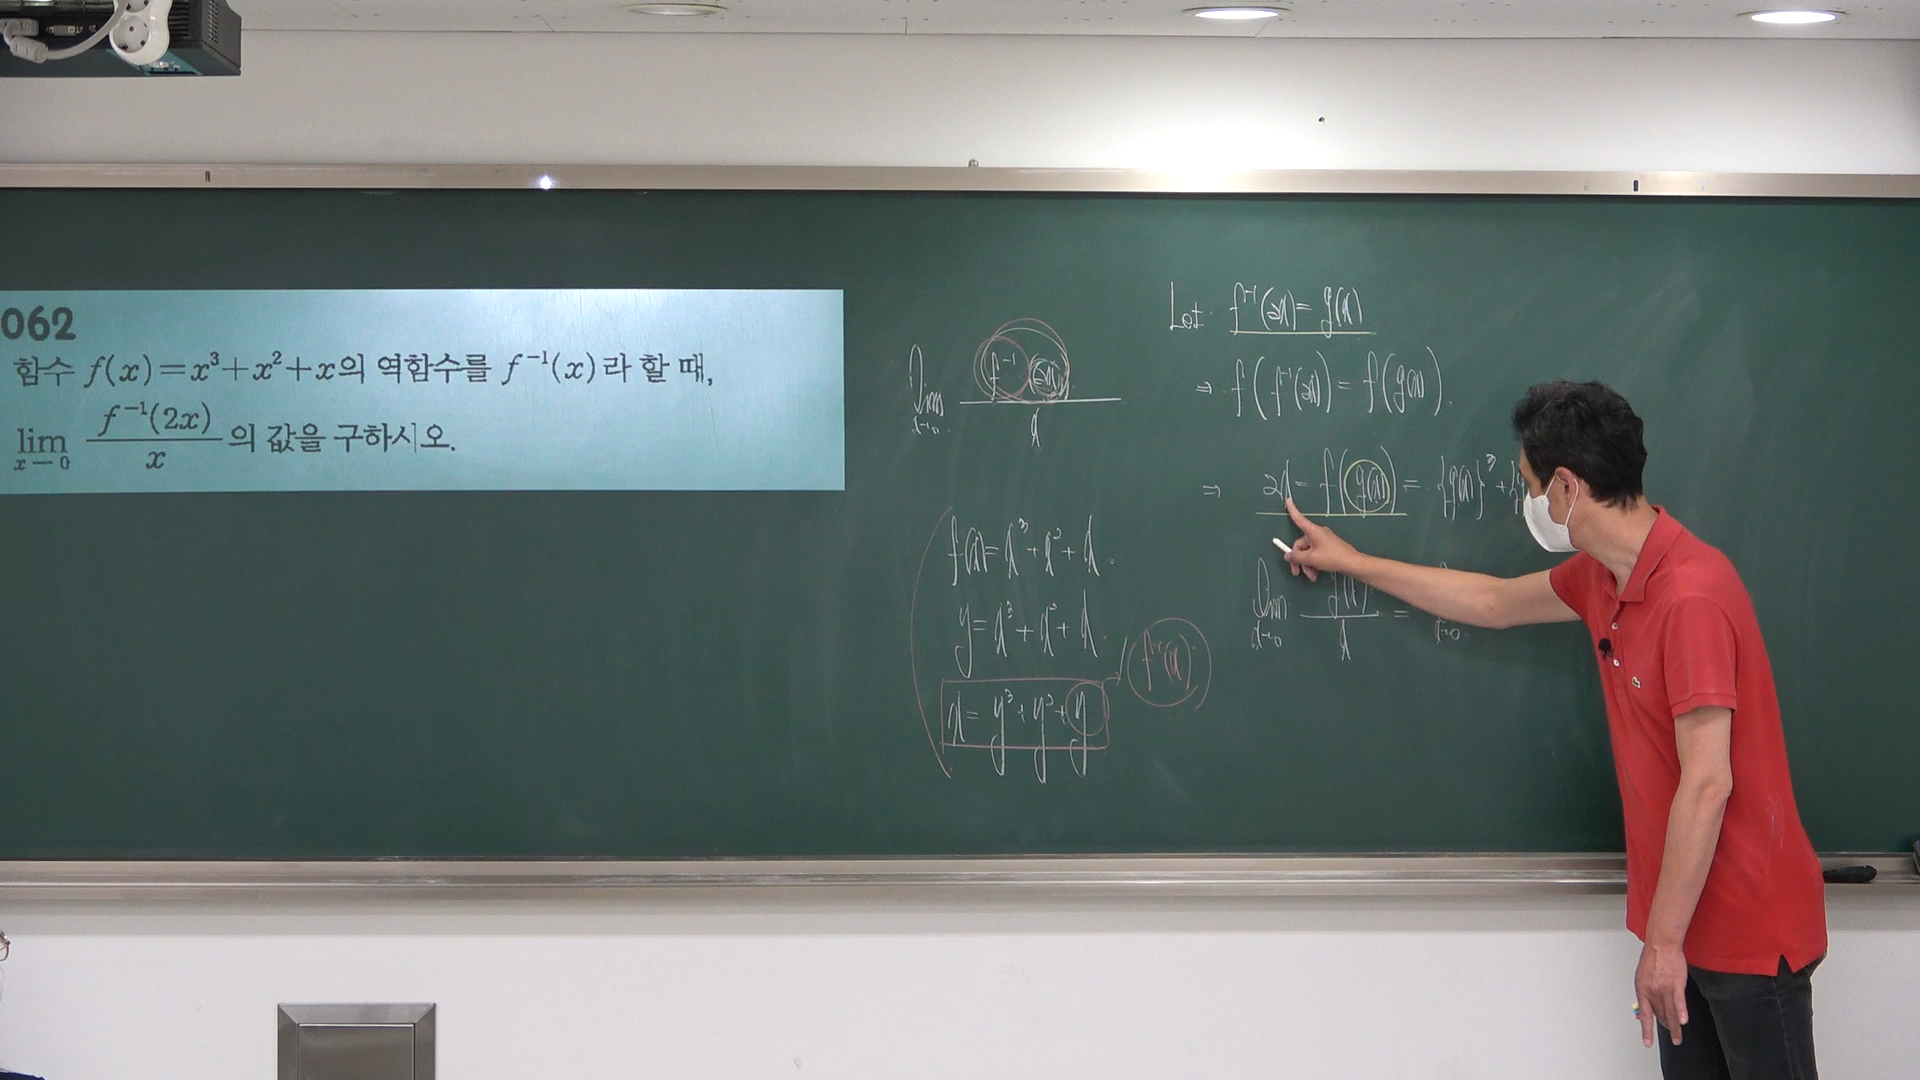 062
함수 f(x)=x³+x²+x의 역함수를 f⁻¹(x)라 할 때,
lim x→0 f⁻¹(2x)/x 의 값을 구하시오.
lim x→0 f⁻¹(2x)/x
f(x)=x³+x²+x.
y=x³+x²+x.
x=y³+y²+y
f⁻¹(x)
Let f⁻¹(2x)=g(x)
⇒ f(f⁻¹(2x))=f(g(x)).
⇒ 2x=f(g(x))={g(x)}³+{g
lim x→0 g(x)/x =
x→0